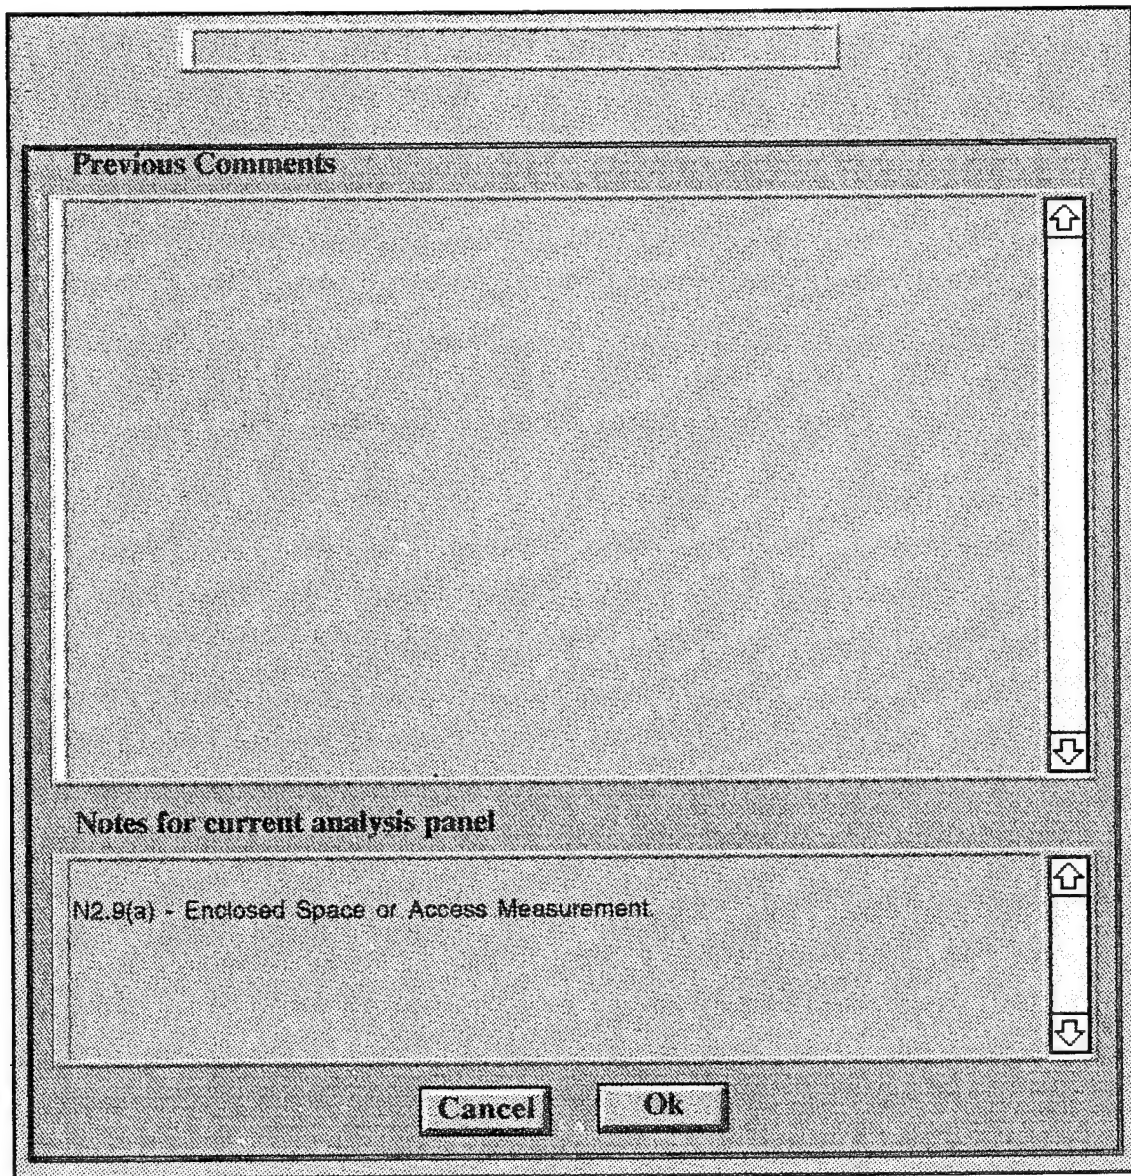 Previous Comments
Notes for current analysis panel
N2.9(a) - Enclosed Space or Access Measurement.
Cancel
Ok